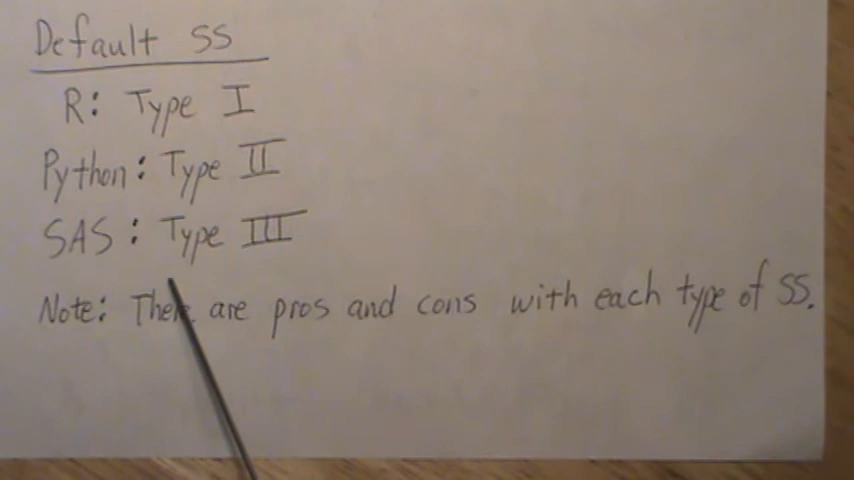 Default SS
R: Type I
Python: Type II
SAS: Type III
Note: There are pros and cons with each type of SS.